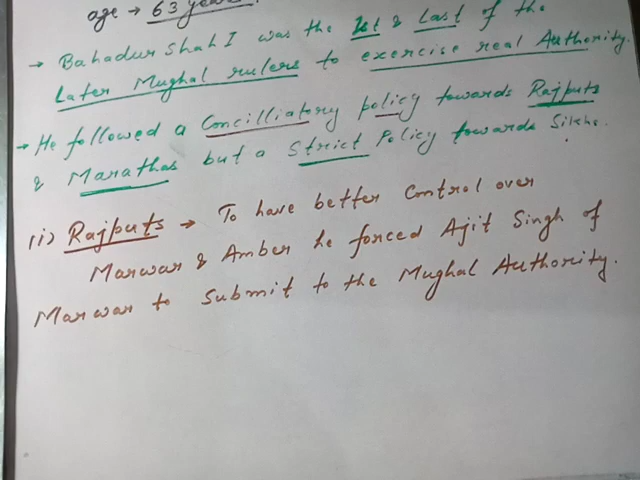 age → 63 years.
→ Bahadur Shah I was the 1st & last of the
Later Mughal rulers to exercise real Authority.
→ He followed a Concilliatory policy towards Rajputs
& Marathas but a Strict Policy towards Sikhs.
(i) Rajputs → To have better Control over
Marwar & Amber he forced Ajit Singh of
Marwar to Submit to the Mughal Authority.